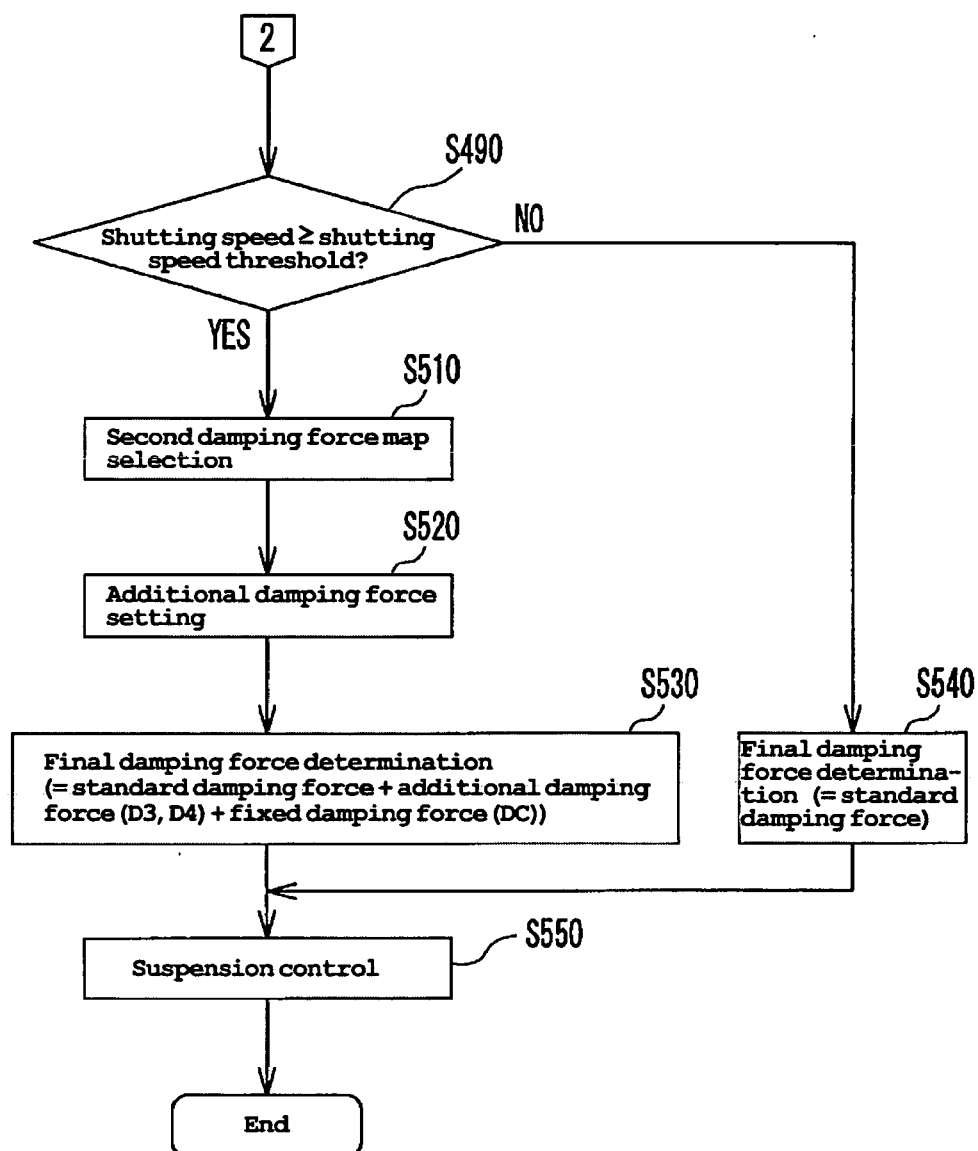 2
S490
Shutting speed ≥ shutting
speed threshold?
NO
YES
S510
Second damping force map
selection
S520
Additional damping force
setting
S530
Final damping force determination
(= standard damping force + additional damping
force (D3, D4) + fixed damping force (DC))
S540
Final damping
force determina-
tion (= standard
damping force)
S550
Suspension control
End